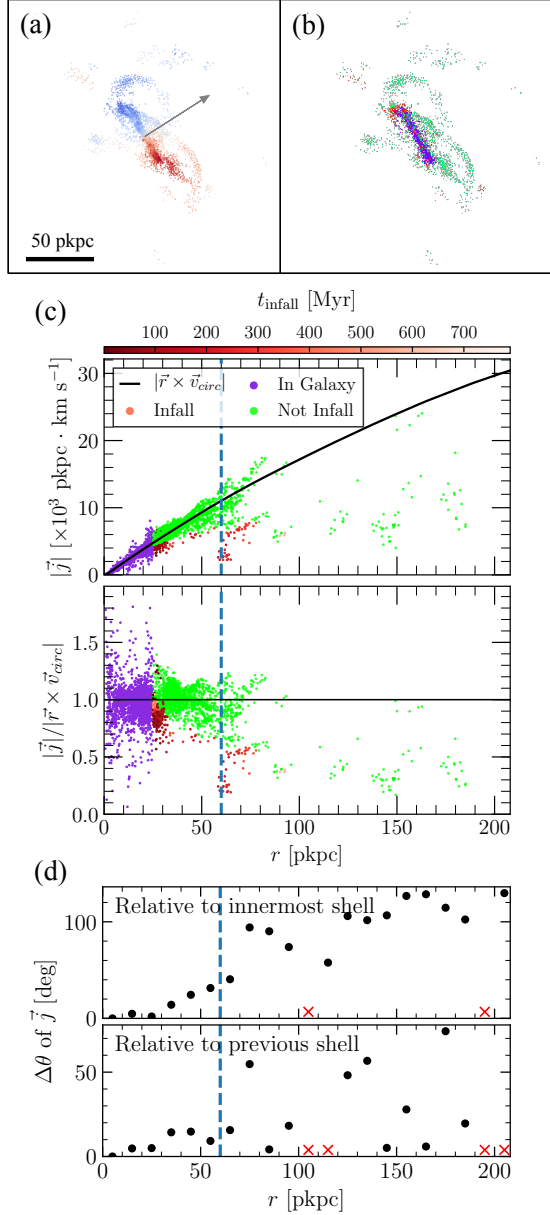 (a)
(b)
50 pkpc
(c)
t_infall [Myr]
100 200 300 400 500 600 700
|r⃗ × v⃗_circ|
In Galaxy
Infall
Not Infall
|j⃗| [×10³ pkpc · km s⁻¹]
30
20
10
0
|j⃗|/|r⃗ × v⃗_circ|
1.5
1.0
0.5
0.0
0 50 100 150 200
r [pkpc]
(d)
Δθ of j⃗ [deg]
Relative to innermost shell
100
0
Relative to previous shell
50
0
0 50 100 150 200
r [pkpc]